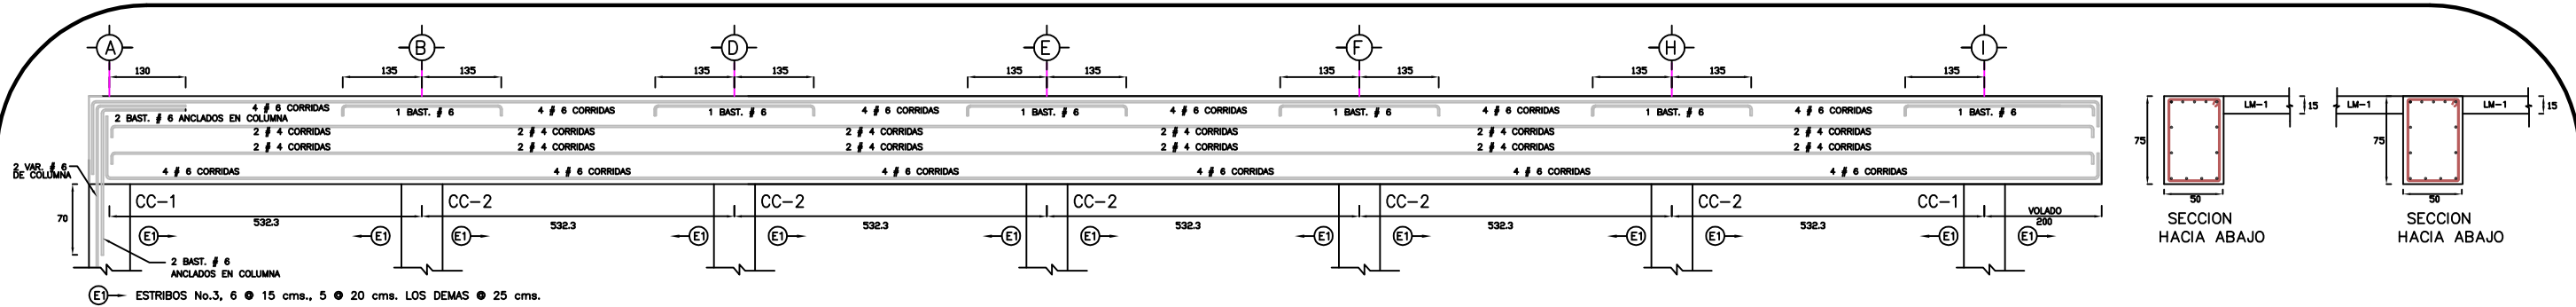 A B D E F H I
130 135 135 135 135 135 135 135 135 135 135 135
4 # 6 CORRIDAS 4 # 6 CORRIDAS 4 # 6 CORRIDAS 4 # 6 CORRIDAS 4 # 6 CORRIDAS 4 # 6 CORRIDAS
1 BAST. # 6 1 BAST. # 6 1 BAST. # 6 1 BAST. # 6 1 BAST. # 6 1 BAST. # 6
2 BAST. # 6 ANCLADOS EN COLUMNA
2 # 4 CORRIDAS 2 # 4 CORRIDAS 2 # 4 CORRIDAS 2 # 4 CORRIDAS 2 # 4 CORRIDAS 2 # 4 CORRIDAS
2 # 4 CORRIDAS 2 # 4 CORRIDAS 2 # 4 CORRIDAS 2 # 4 CORRIDAS 2 # 4 CORRIDAS 2 # 4 CORRIDAS
4 # 6 CORRIDAS 4 # 6 CORRIDAS 4 # 6 CORRIDAS 4 # 6 CORRIDAS 4 # 6 CORRIDAS 4 # 6 CORRIDAS
2 VAR. # 6
DE COLUMNA
70
CC-1 CC-2 CC-2 CC-2 CC-2 CC-2 CC-1
532.3 532.3 532.3 532.3 532.3 532.3
VOLADO
200
E1 E1 E1 E1 E1 E1 E1 E1 E1 E1 E1 E1 E1
2 BAST. # 6
ANCLADOS EN COLUMNA
E1 ESTRIBOS No.3, 6 @ 15 cms., 5 @ 20 cms. LOS DEMAS @ 25 cms.
LM-1 15
75
50
SECCION
HACIA ABAJO
LM-1 LM-1 15
75
50
SECCION
HACIA ABAJO